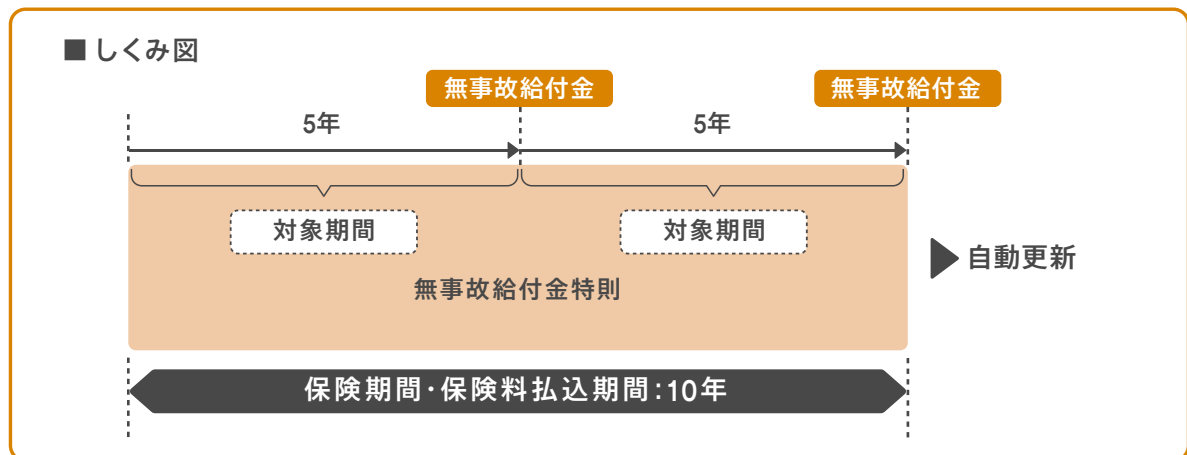 ■しくみ図
無事故給付金
無事故給付金
5年
5年
対象期間
対象期間
無事故給付金特則
自動更新
保険期間・保険料払込期間:10年